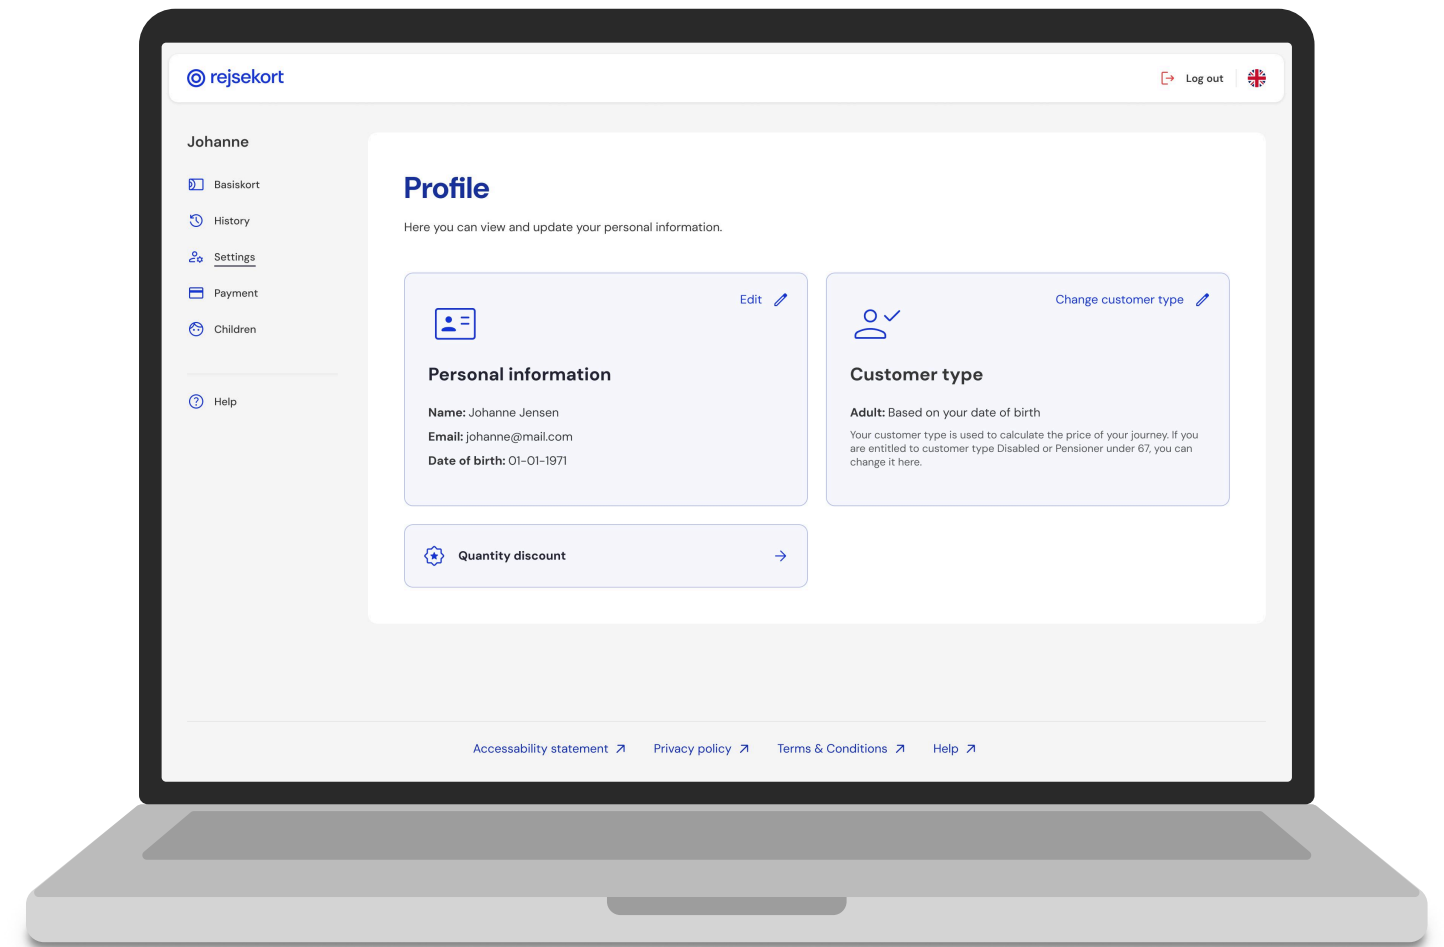 rejsekort
Log out
Johanne
Basiskort
History
Settings
Payment
Children
Help
Profile
Here you can view and update your personal information.
Edit
Personal information
Name: Johanne Jensen
Email: johanne@mail.com
Date of birth: 01-01-1971
Change customer type
Customer type
Adult: Based on your date of birth
Your customer type is used to calculate the price of your journey. If you
are entitled to customer type Disabled or Pensioner under 67, you can
change it here.
Quantity discount
Accessability statement
Privacy policy
Terms & Conditions
Help